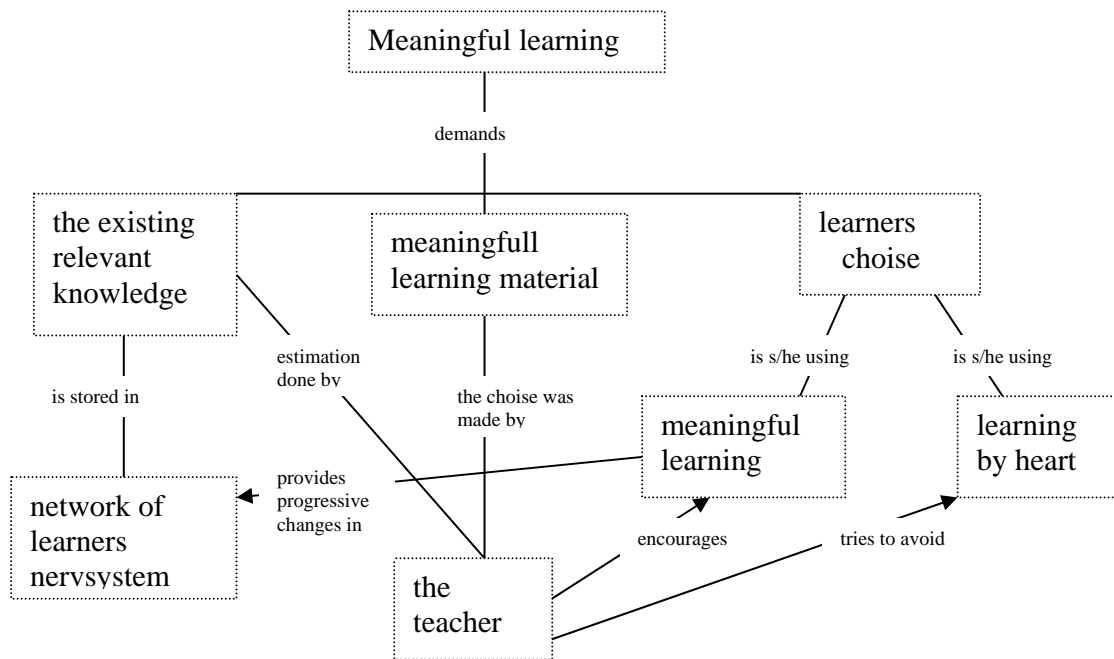 Meaningful learning
demands
the existing
relevant
knowledge
meaningfull
learning material
learners
choise
estimation
done by
is s/he using
is s/he using
is stored in
the choise was
made by
meaningful
learning
learning
by heart
provides
progressive
changes in
network of
learners
nervsystem
encourages
tries to avoid
the
teacher